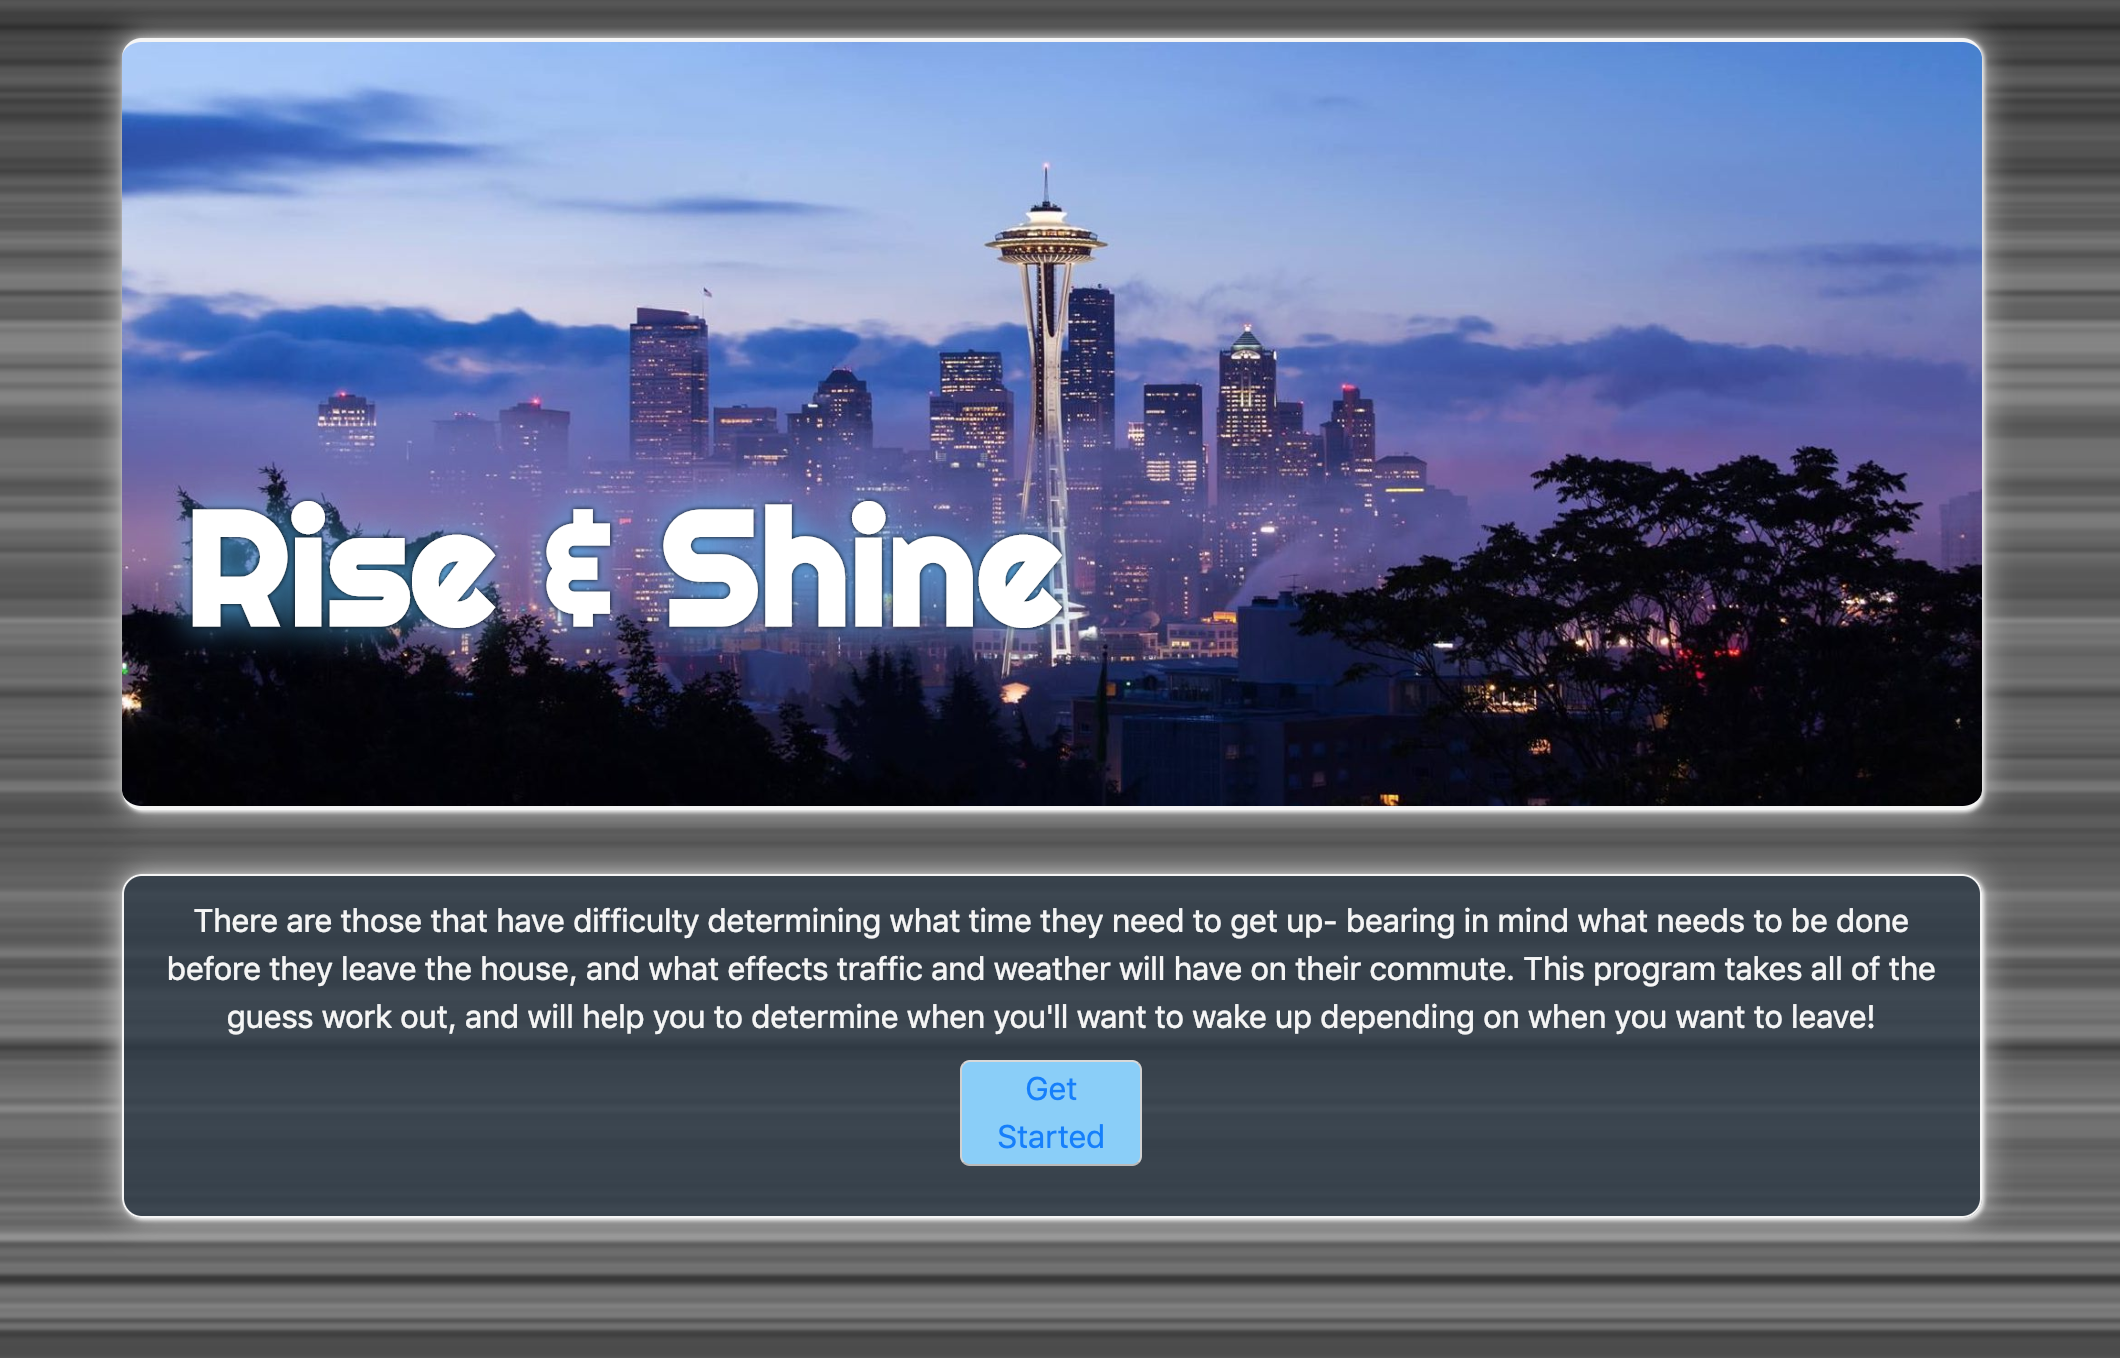 Rise & Shine
There are those that have difficulty determining what time they need to get up- bearing in mind what needs to be done
before they leave the house, and what effects traffic and weather will have on their commute. This program takes all of the
guess work out, and will help you to determine when you'll want to wake up depending on when you want to leave!
Get
Started